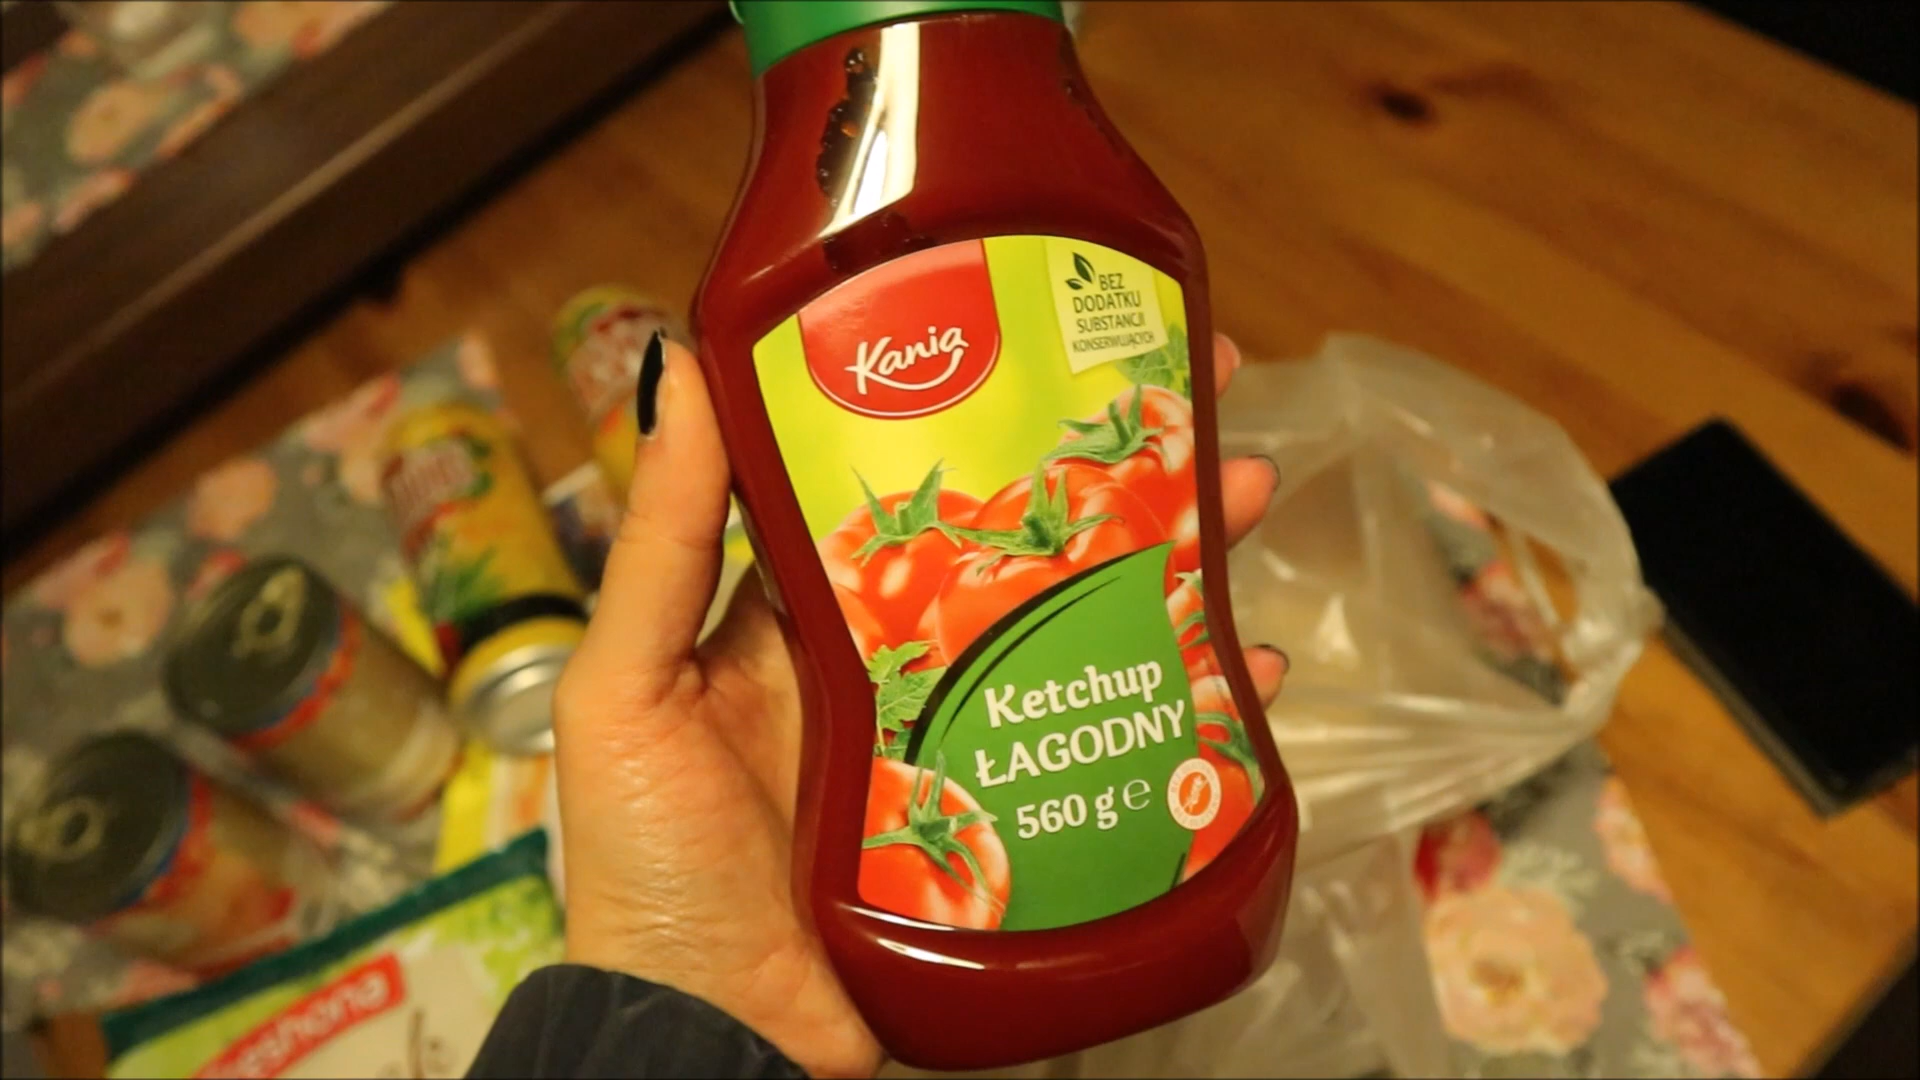 Kania
BEZ
DODATKU
SUBSTANCJI
KONSERWUJĄCYCH
Ketchup
ŁAGODNY
560 g ℮